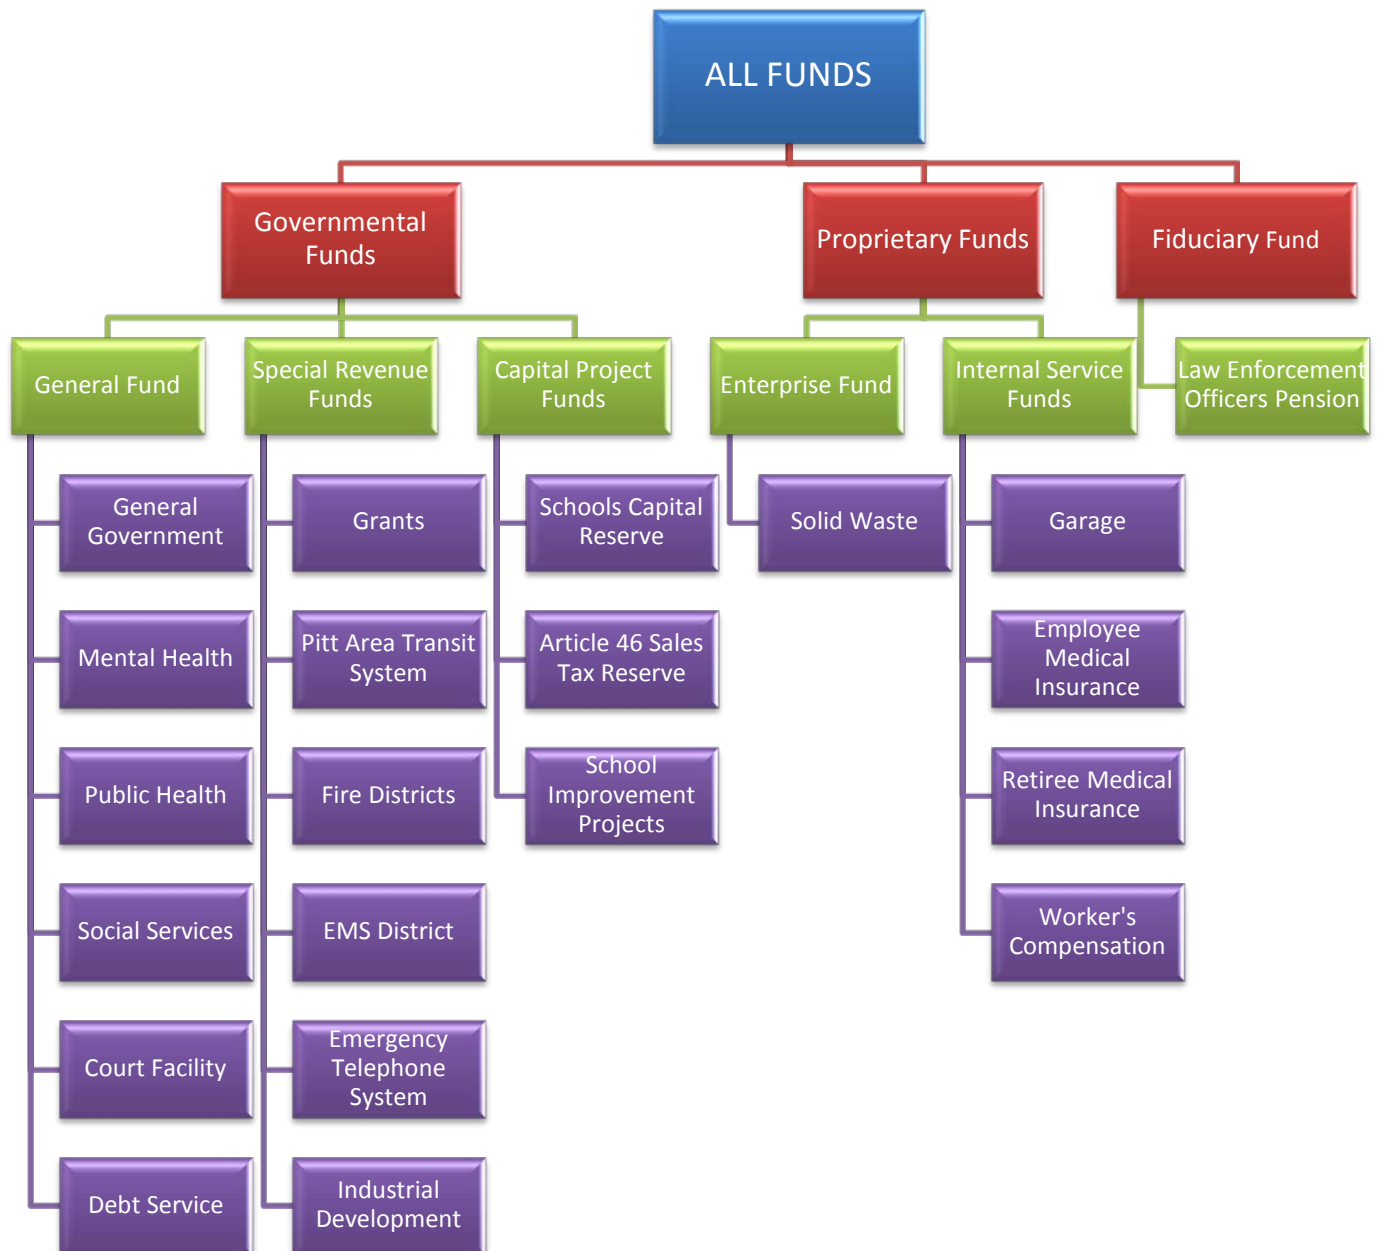 ALL FUNDS
Governmental
Funds
Proprietary Funds
Fiduciary Fund
General Fund
Special Revenue
Funds
Capital Project
Funds
Enterprise Fund
Internal Service
Funds
Law Enforcement
Officers Pension
General
Government
Mental Health
Public Health
Social Services
Court Facility
Debt Service
Grants
Pitt Area Transit
System
Fire Districts
EMS District
Emergency
Telephone
System
Industrial
Development
Schools Capital
Reserve
Article 46 Sales
Tax Reserve
School
Improvement
Projects
Solid Waste
Garage
Employee
Medical
Insurance
Retiree Medical
Insurance
Worker's
Compensation